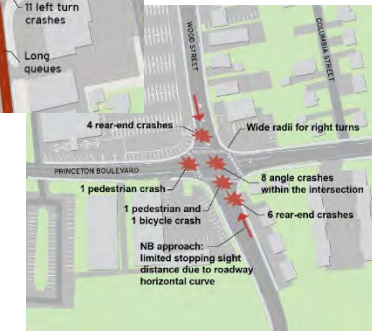 11 left turn
crashes
Long
queues
WOOD STREET
COLUMBIA STREET
4 rear-end crashes
Wide radii for right turns
PRINCETON BOULEVARD
1 pedestrian crash
8 angle crashes
within the intersection
1 pedestrian and
1 bicycle crash
6 rear-end crashes
NB approach:
limited stopping sight
distance due to roadway
horizontal curve